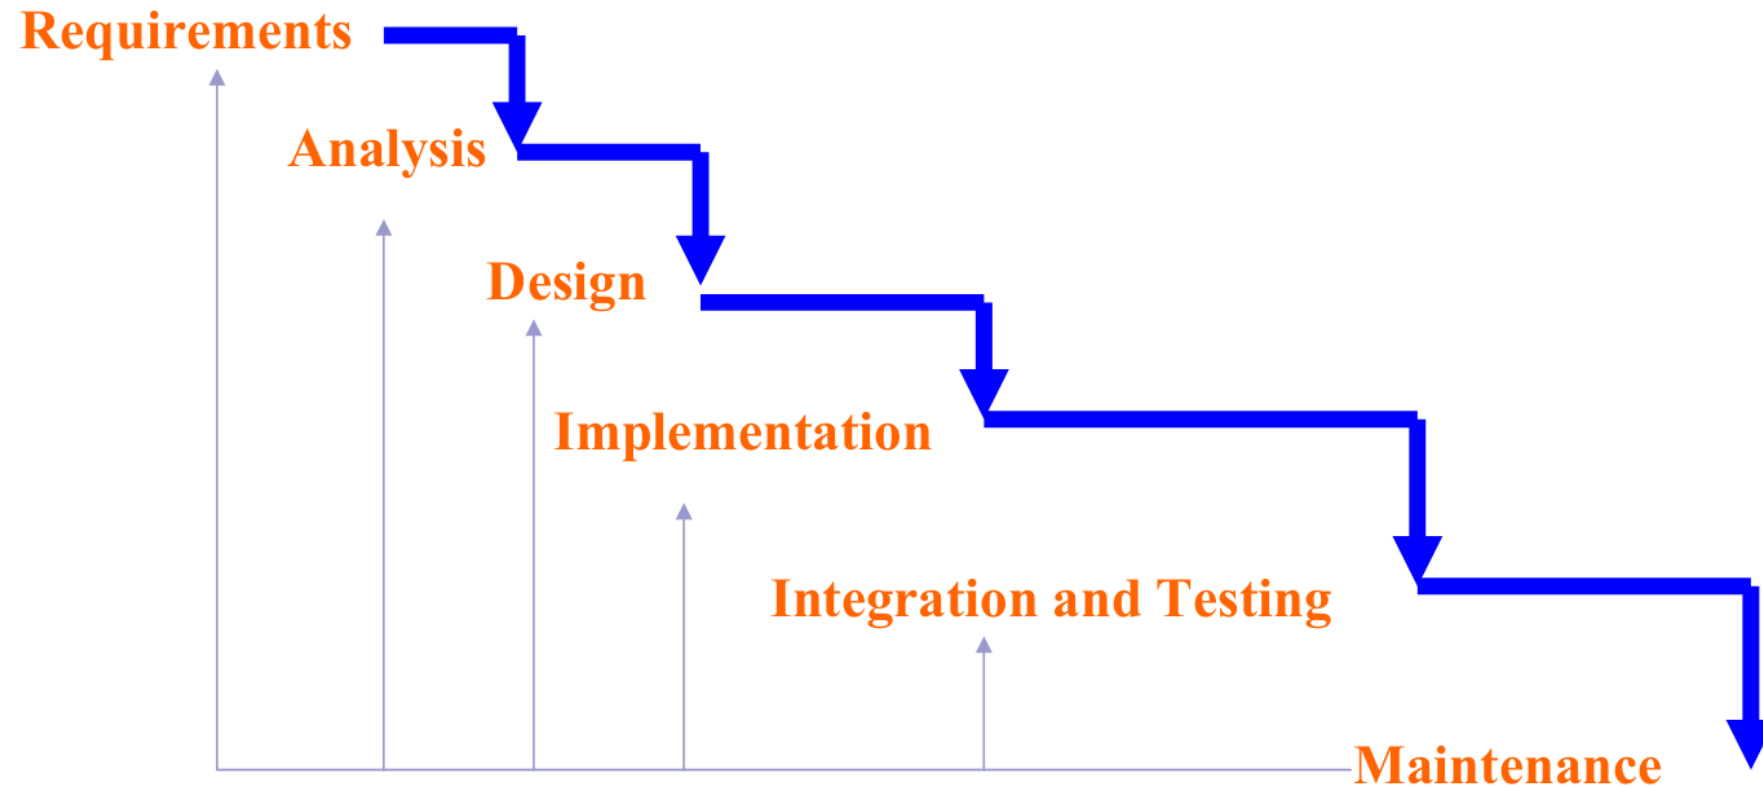 Requirements
Analysis
Design
Implementation
Integration and Testing
Maintenance